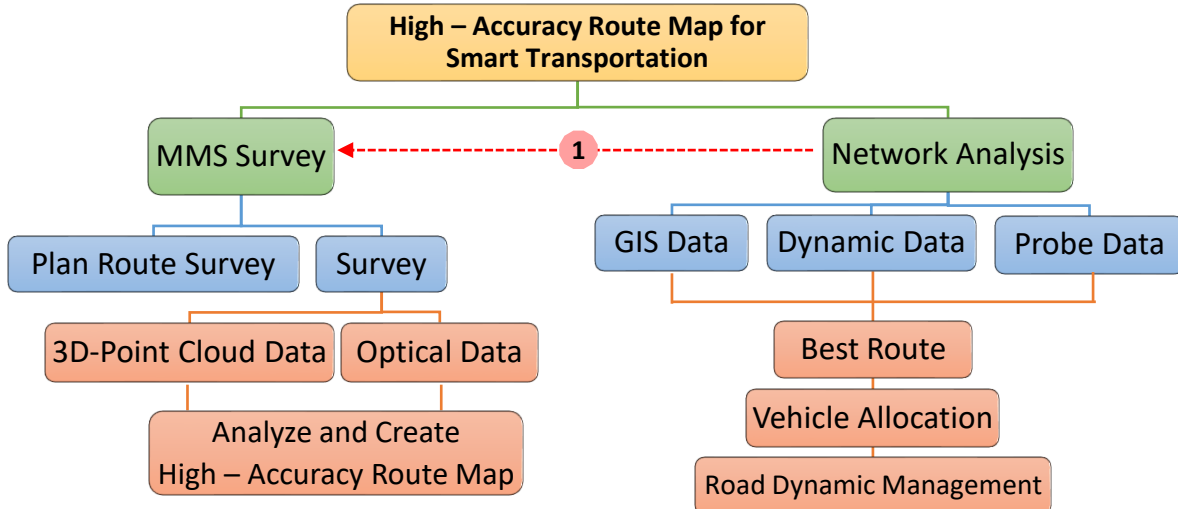 High – Accuracy Route Map for
Smart Transportation
MMS Survey
1
Network Analysis
Plan Route Survey
Survey
GIS Data
Dynamic Data
Probe Data
3D-Point Cloud Data
Optical Data
Best Route
Analyze and Create
High – Accuracy Route Map
Vehicle Allocation
Road Dynamic Management